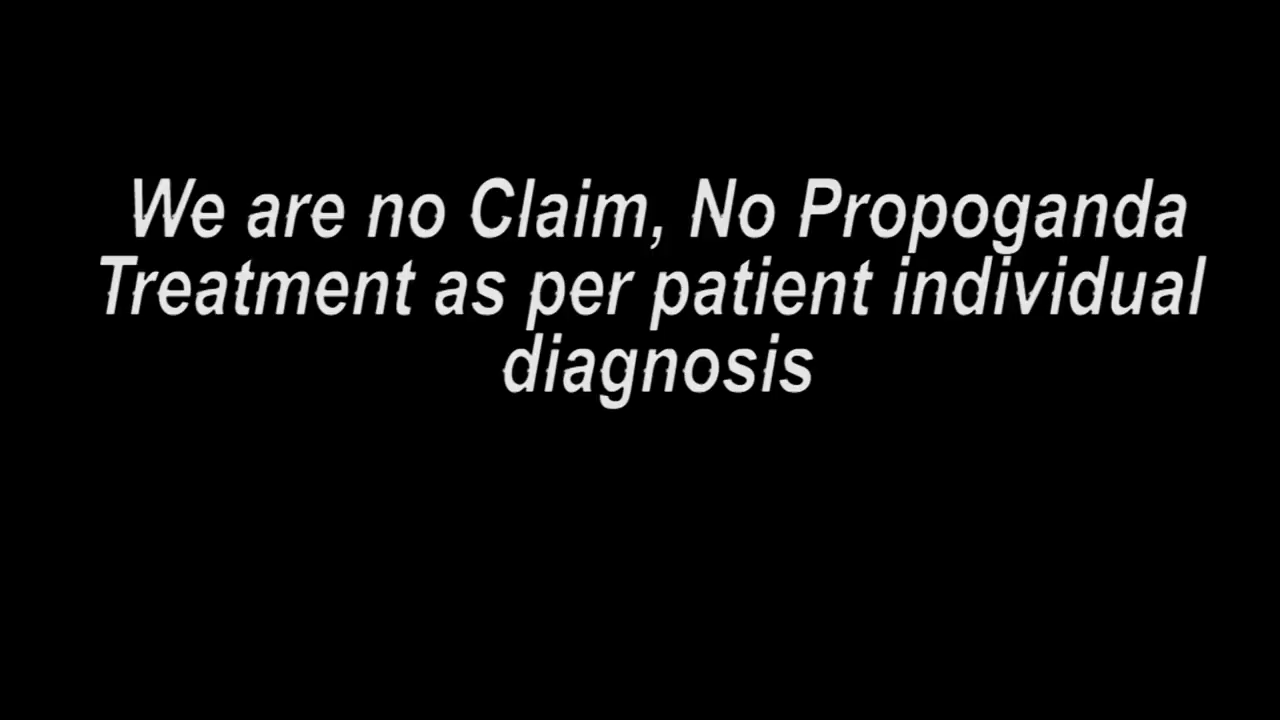 We are no Claim, No Propoganda
Treatment as per patient individual
diagnosis